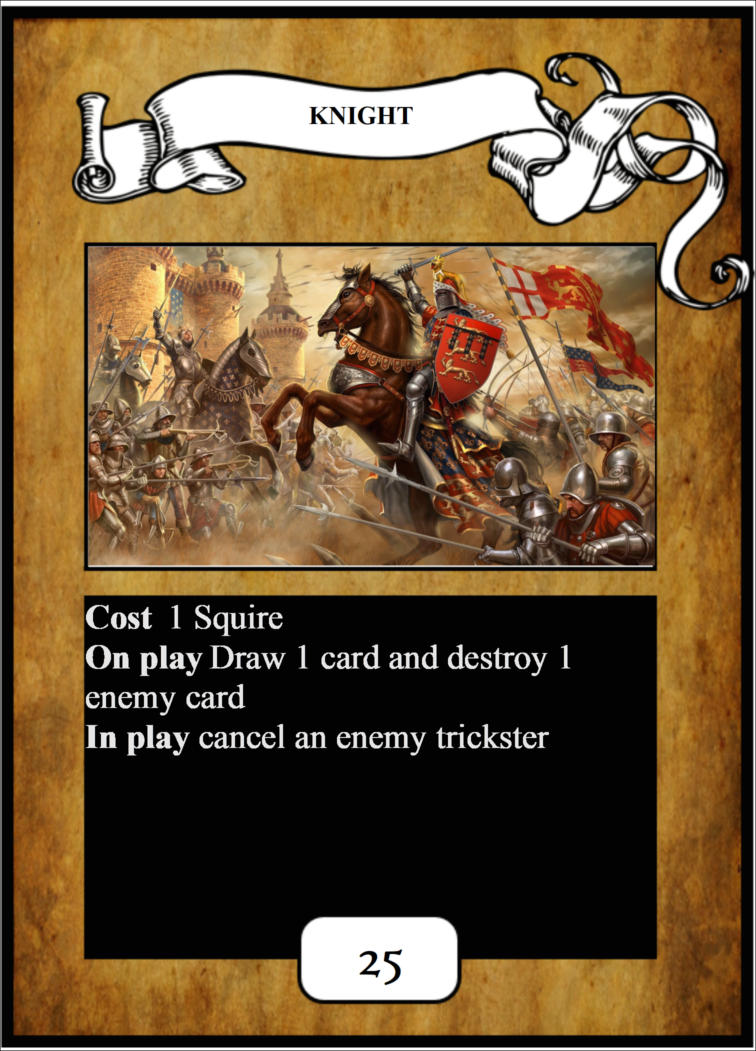 KNIGHT
Cost 1 Squire
On play Draw 1 card and destroy 1
enemy card
In play cancel an enemy trickster
25